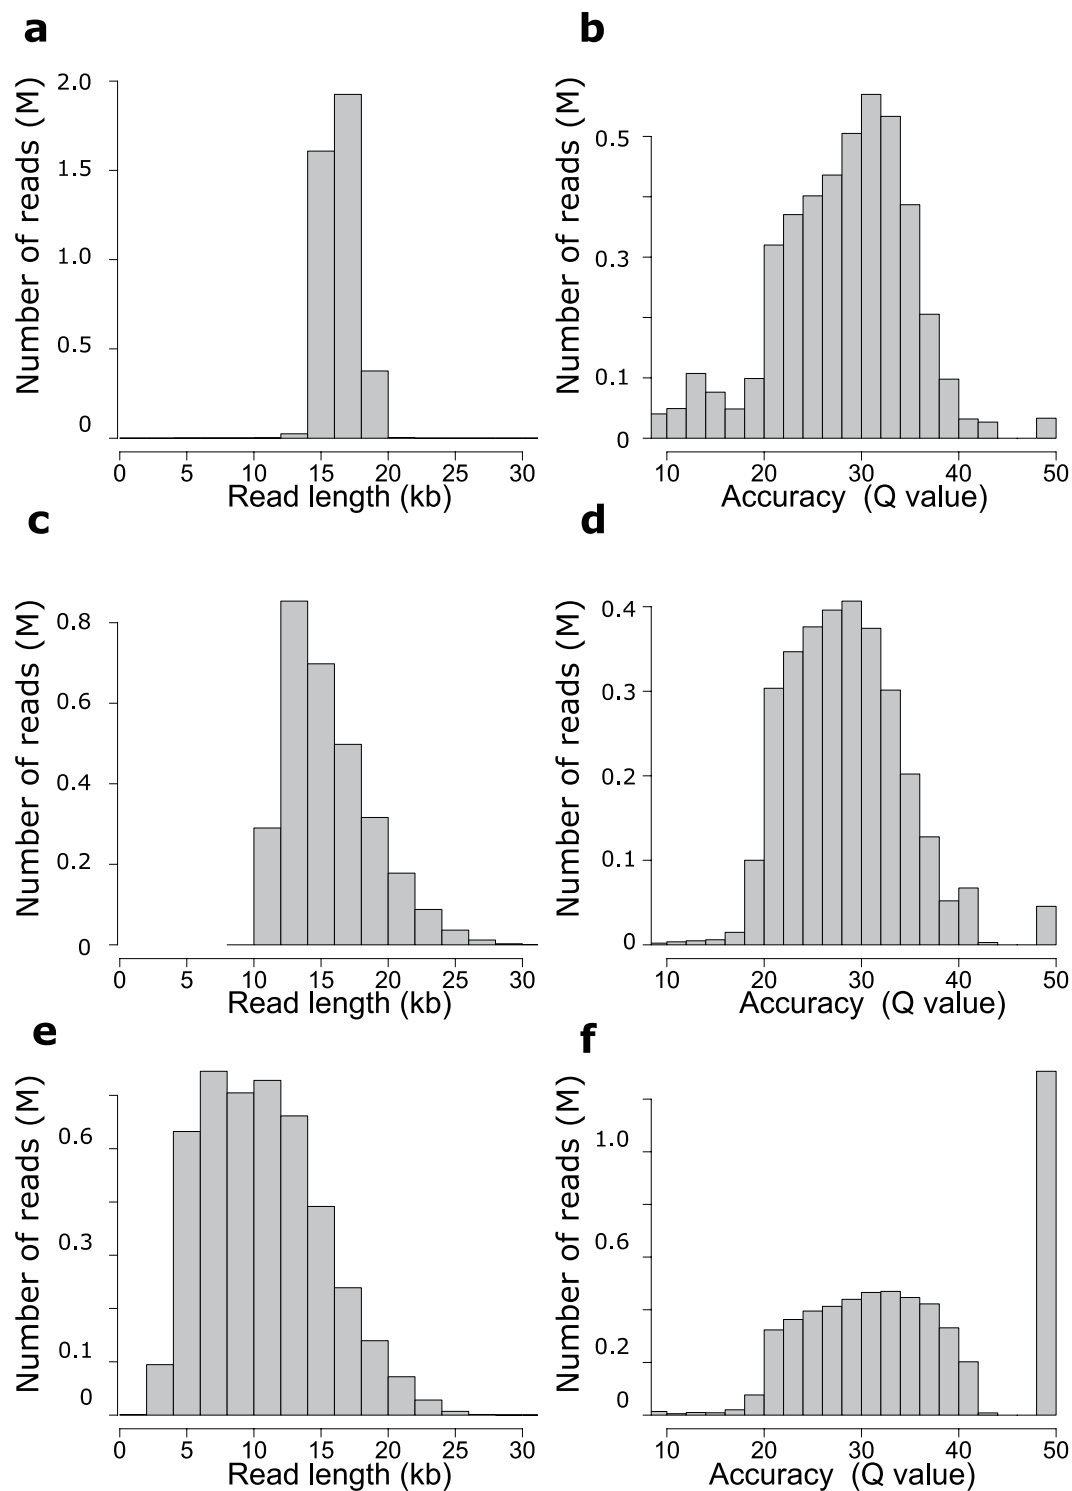 a
Number of reads (M)
2.0
1.5
1.0
0.5
0
0 5 10 15 20 25 30
Read length (kb)
b
Number of reads (M)
0.5
0.3
0.1
0
10 20 30 40 50
Accuracy (Q value)
c
Number of reads (M)
0.8
0.6
0.4
0.2
0
0 5 10 15 20 25 30
Read length (kb)
d
Number of reads (M)
0.4
0.3
0.2
0.1
0
10 20 30 40 50
Accuracy (Q value)
e
Number of reads (M)
0.6
0.3
0.1
0
0 5 10 15 20 25 30
Read length (kb)
f
Number of reads (M)
1.0
0.6
0.2
0
10 20 30 40 50
Accuracy (Q value)